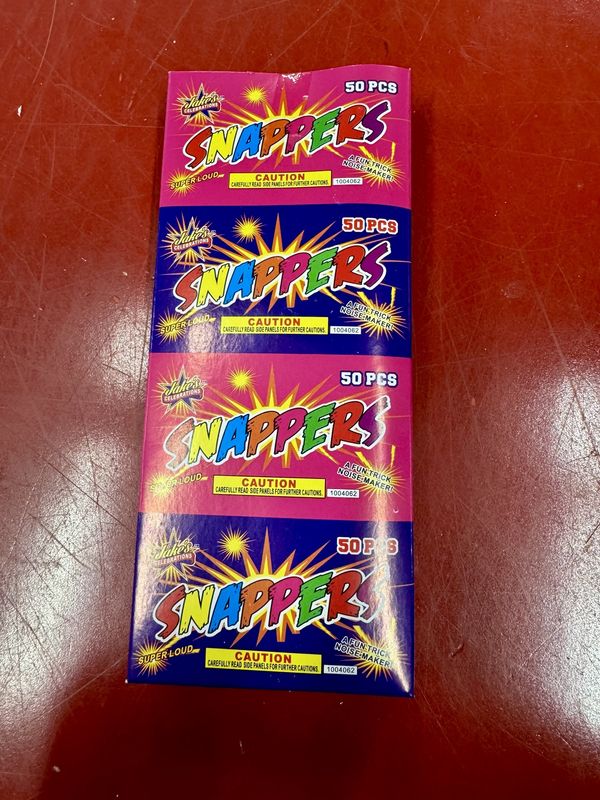 Jake's
CELEBRATIONS
50 PCS
SNAPPERS
SUPER LOUD
A FUN TRICK
NOISE-MAKER!
CAUTION
CAREFULLY READ SIDE PANELS FOR FURTHER CAUTIONS.
1004062
Jake's
CELEBRATIONS
50 PCS
SNAPPERS
SUPER LOUD
A FUN TRICK
NOISE-MAKER!
CAUTION
CAREFULLY READ SIDE PANELS FOR FURTHER CAUTIONS.
1004062
Jake's
CELEBRATIONS
50 PCS
SNAPPERS
SUPER LOUD
A FUN TRICK
NOISE-MAKER!
CAUTION
CAREFULLY READ SIDE PANELS FOR FURTHER CAUTIONS.
1004062
Jake's
CELEBRATIONS
50 PCS
SNAPPERS
SUPER LOUD
A FUN TRICK
NOISE-MAKER!
CAUTION
CAREFULLY READ SIDE PANELS FOR FURTHER CAUTIONS.
1004062